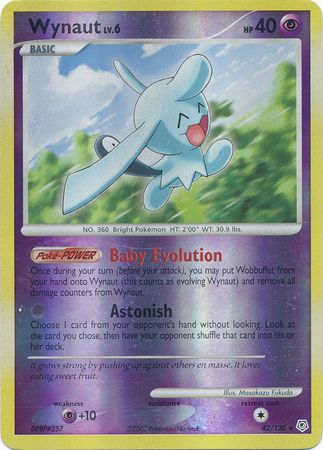 Wynaut LV.6 HP 40
BASIC
NO. 360 Bright Pokémon HT: 2'00" WT: 30.9 lbs.
Poké-POWER Baby Evolution
Once during your turn (before your attack), you may put Wobbuffet from
your hand onto Wynaut (this counts as evolving Wynaut) and remove
all damage counters from Wynaut.
Astonish
Choose 1 card from your opponent's hand without looking. Look at
the card you chose, then have your opponent shuffle that card into his
or her deck.
It grows strong by pushing up against others en masse. It loves
eating sweet fruit.
Illus. Masakazu Fukuda
weakness resistance retreat cost
+10
DPBP#257 ©2007 Pokémon/Nintendo 42/130 ★